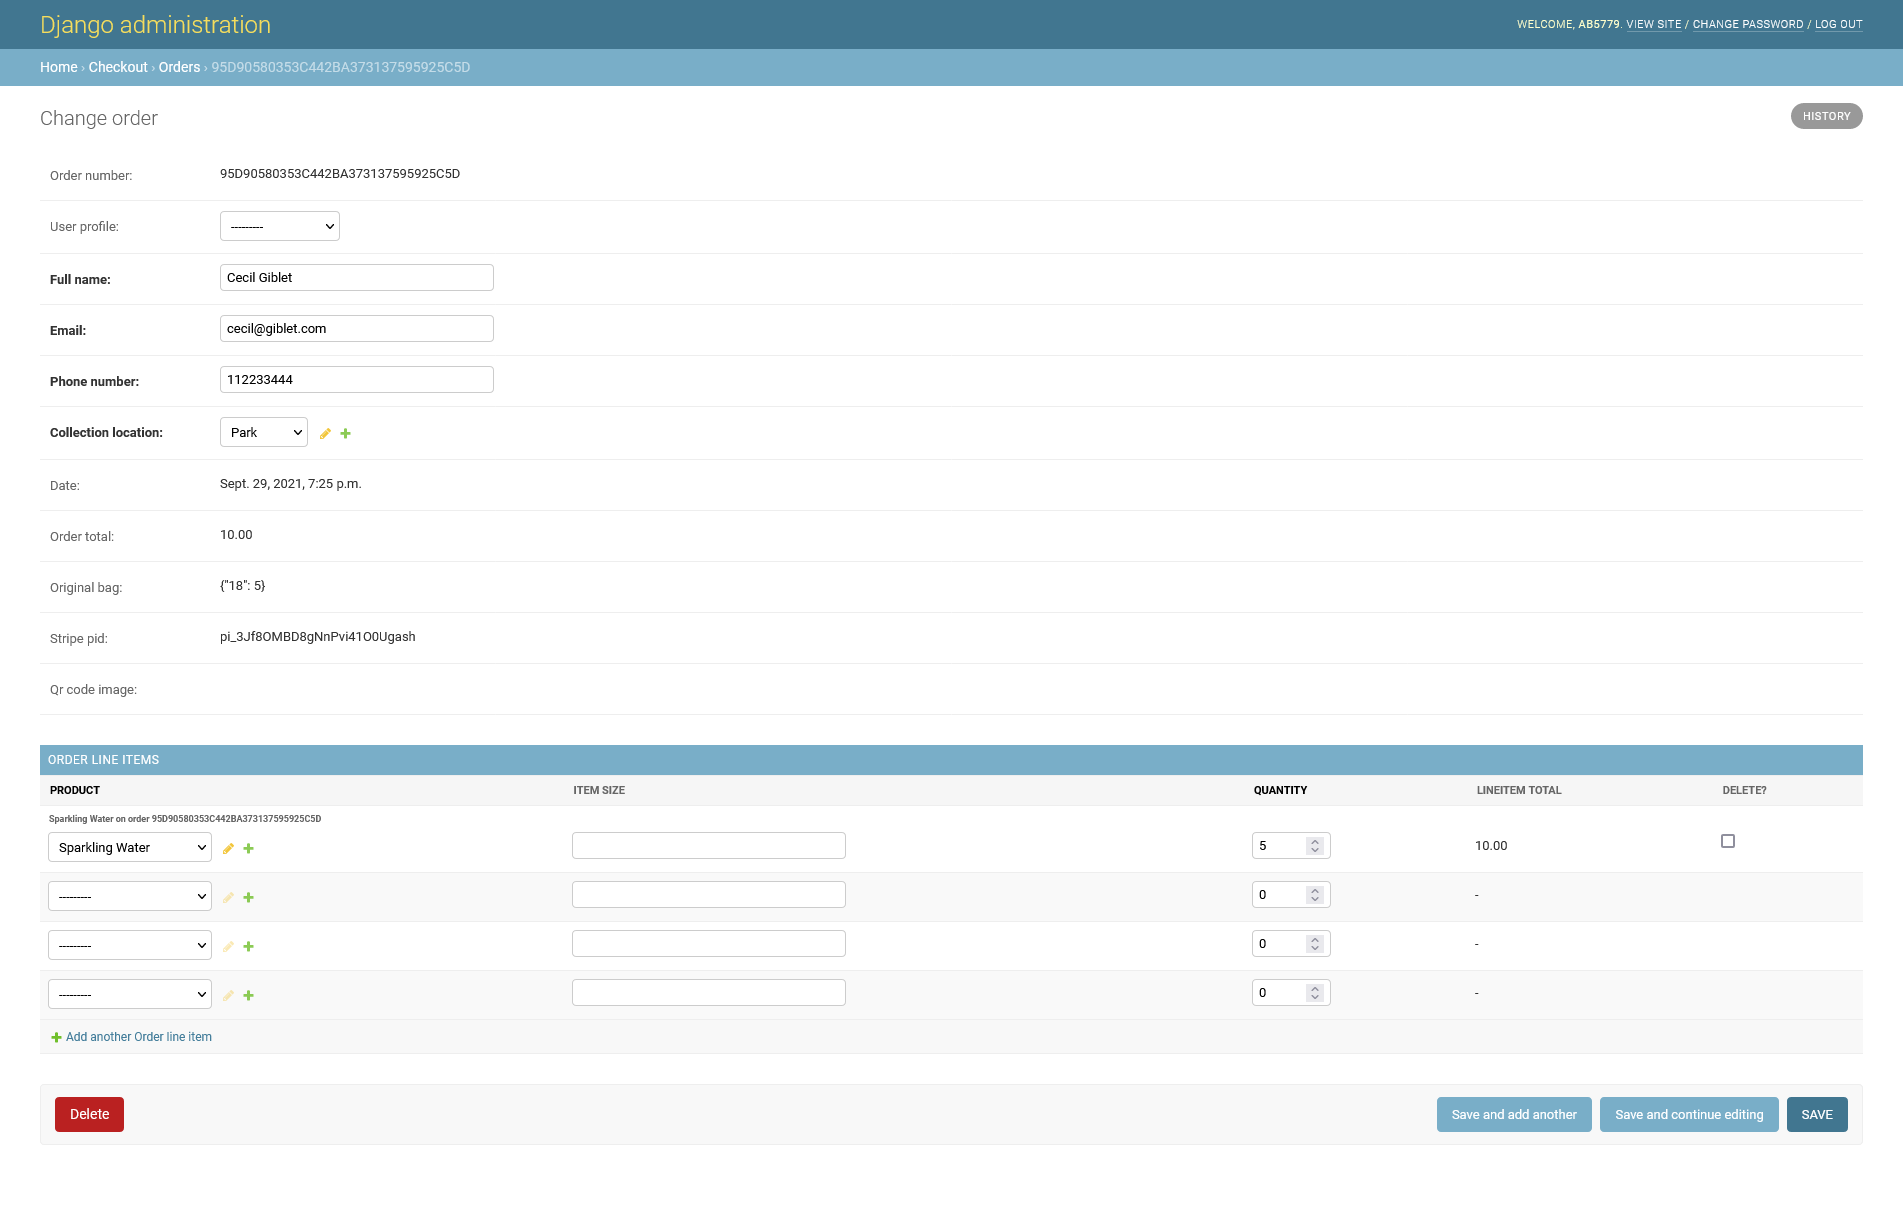 Django administration
WELCOME, AB5779. VIEW SITE / CHANGE PASSWORD / LOG OUT
Home › Checkout › Orders › 95D90580353C442BA373137595925C5D
Change order
HISTORY
Order number: 95D90580353C442BA373137595925C5D
User profile: ---------
Full name: Cecil Giblet
Email: cecil@giblet.com
Phone number: 112233444
Collection location: Park
Date: Sept. 29, 2021, 7:25 p.m.
Order total: 10.00
Original bag: {"18": 5}
Stripe pid: pi_3Jf8OMBD8gNnPvi41O0Ugash
Qr code image:
ORDER LINE ITEMS
PRODUCT ITEM SIZE QUANTITY LINEITEM TOTAL DELETE?
Sparkling Water on order 95D90580353C442BA373137595925C5D
Sparkling Water 5 10.00
--------- 0 -
--------- 0 -
--------- 0 -
Add another Order line item
Delete Save and add another Save and continue editing SAVE